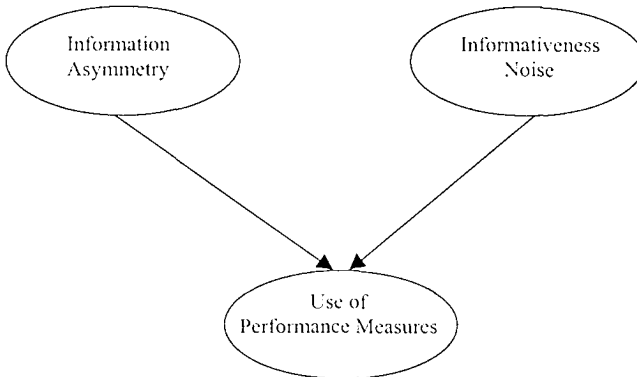 Information
Asymmetry
Informativeness
Noise
Use of
Performance Measures